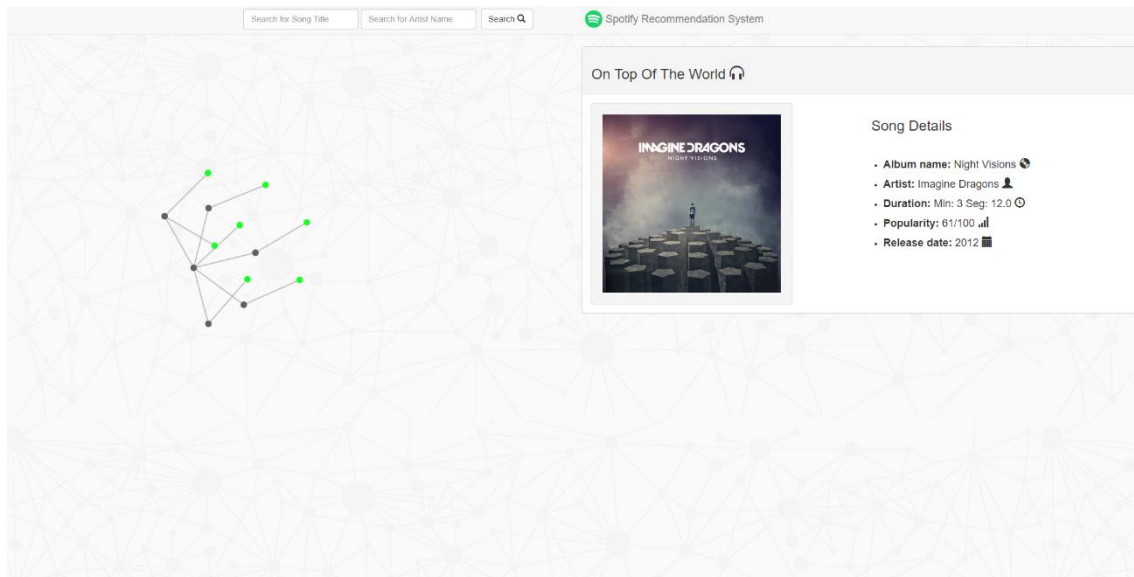 Search for Song Title
Search for Artist Name
Search
Spotify Recommendation System
On Top Of The World
IMAGINE DRAGONS
NIGHT VISIONS
Song Details
Album name: Night Visions
Artist: Imagine Dragons
Duration: Min: 3 Seg: 12.0
Popularity: 61/100
Release date: 2012